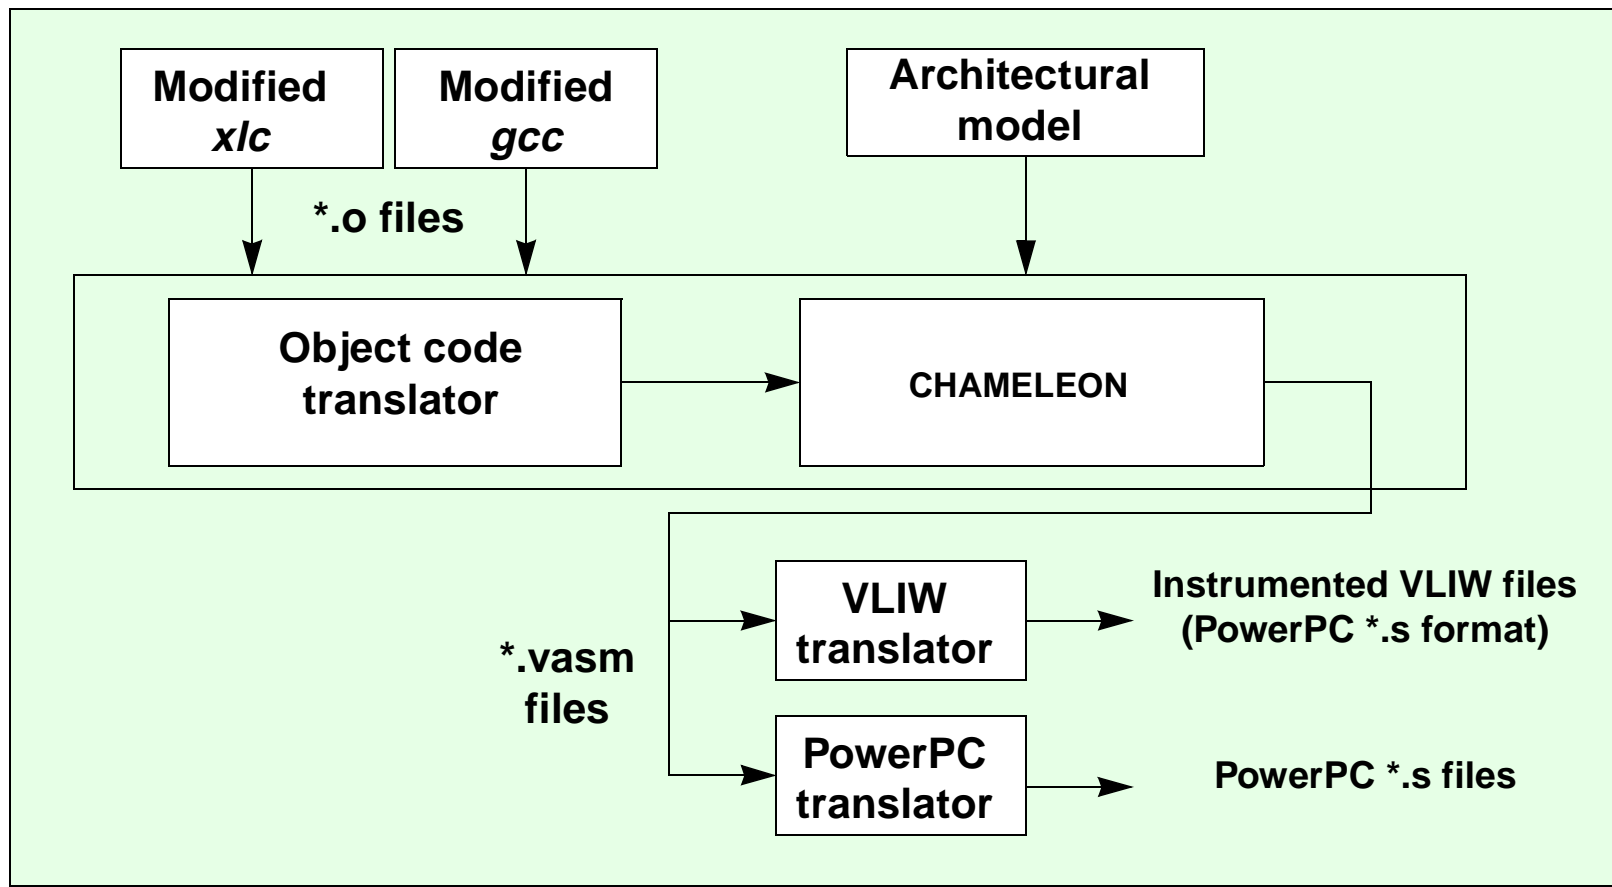 Modified
xlc
Modified
gcc
Architectural
model
*.o files
Object code
translator
CHAMELEON
*.vasm
files
VLIW
translator
Instrumented VLIW files
(PowerPC *.s format)
PowerPC
translator
PowerPC *.s files